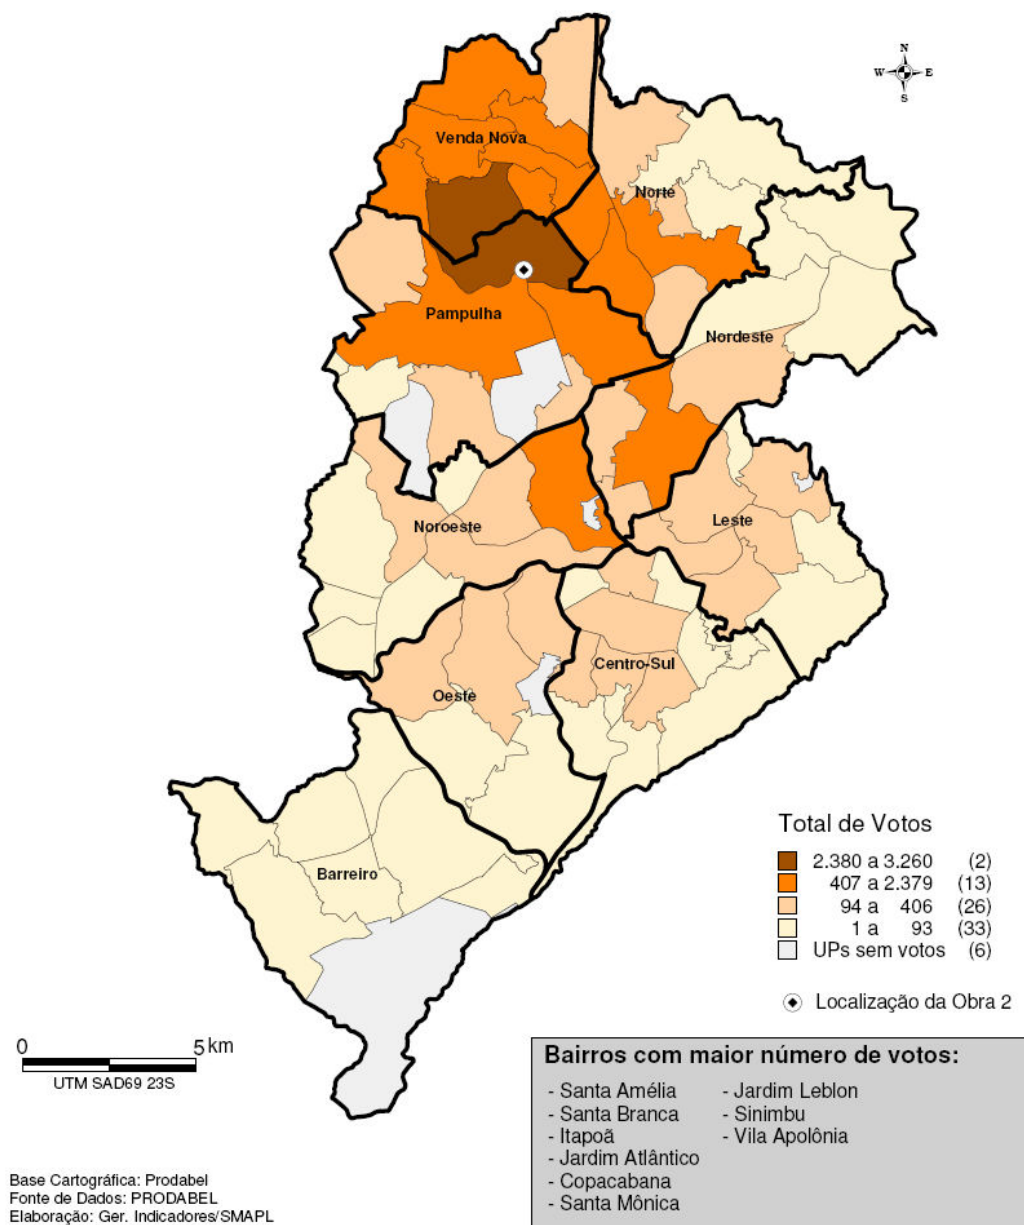 N
W E
S
Venda Nova
Norte
Pampulha
Nordeste
Noroeste
Leste
Centro-Sul
Oeste
Barreiro
Total de Votos
2.380 a 3.260 (2)
407 a 2.379 (13)
94 a 406 (26)
1 a 93 (33)
UPs sem votos (6)
Localização da Obra 2
0 5 km
UTM SAD69 23S
Bairros com maior número de votos:
- Santa Amélia - Jardim Leblon
- Santa Branca - Sinimbu
- Itapoã - Vila Apolônia
- Jardim Atlântico
- Copacabana
- Santa Mônica
Base Cartográfica: Prodabel
Fonte de Dados: PRODABEL
Elaboração: Ger. Indicadores/SMAPL